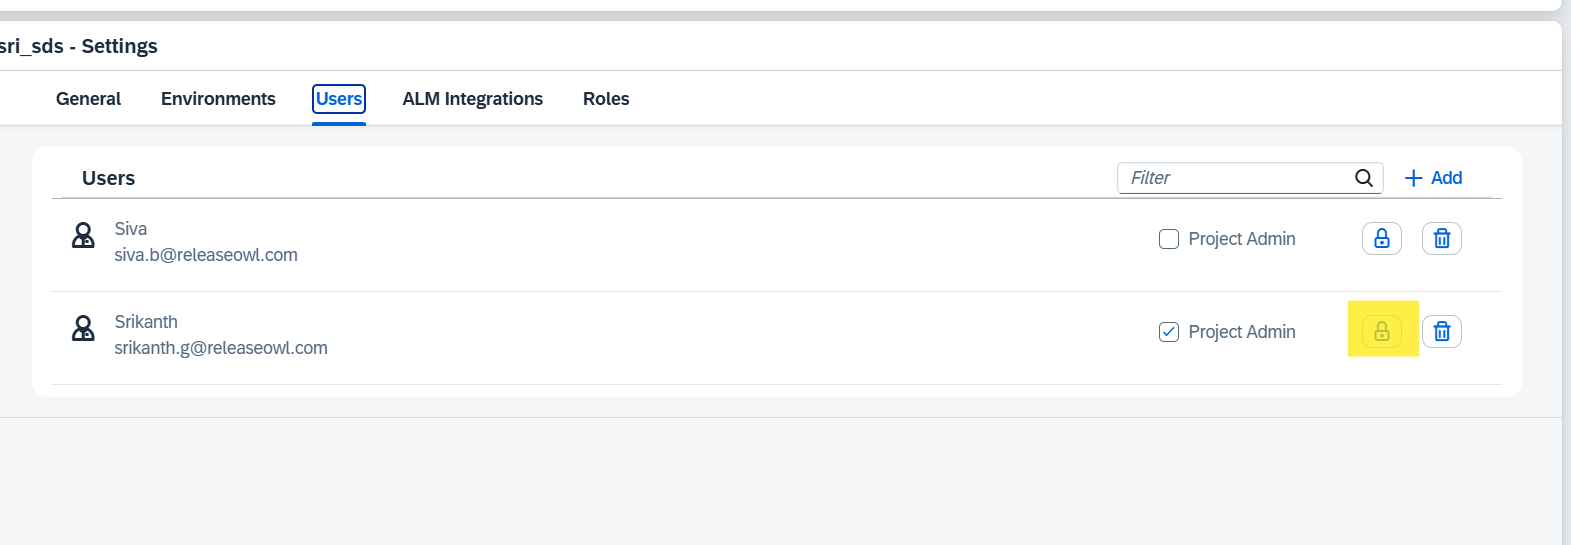 sri_sds - Settings
General Environments Users ALM Integrations Roles
Users Filter Add
Siva
siva.b@releaseowl.com
Project Admin
Srikanth
srikanth.g@releaseowl.com
Project Admin